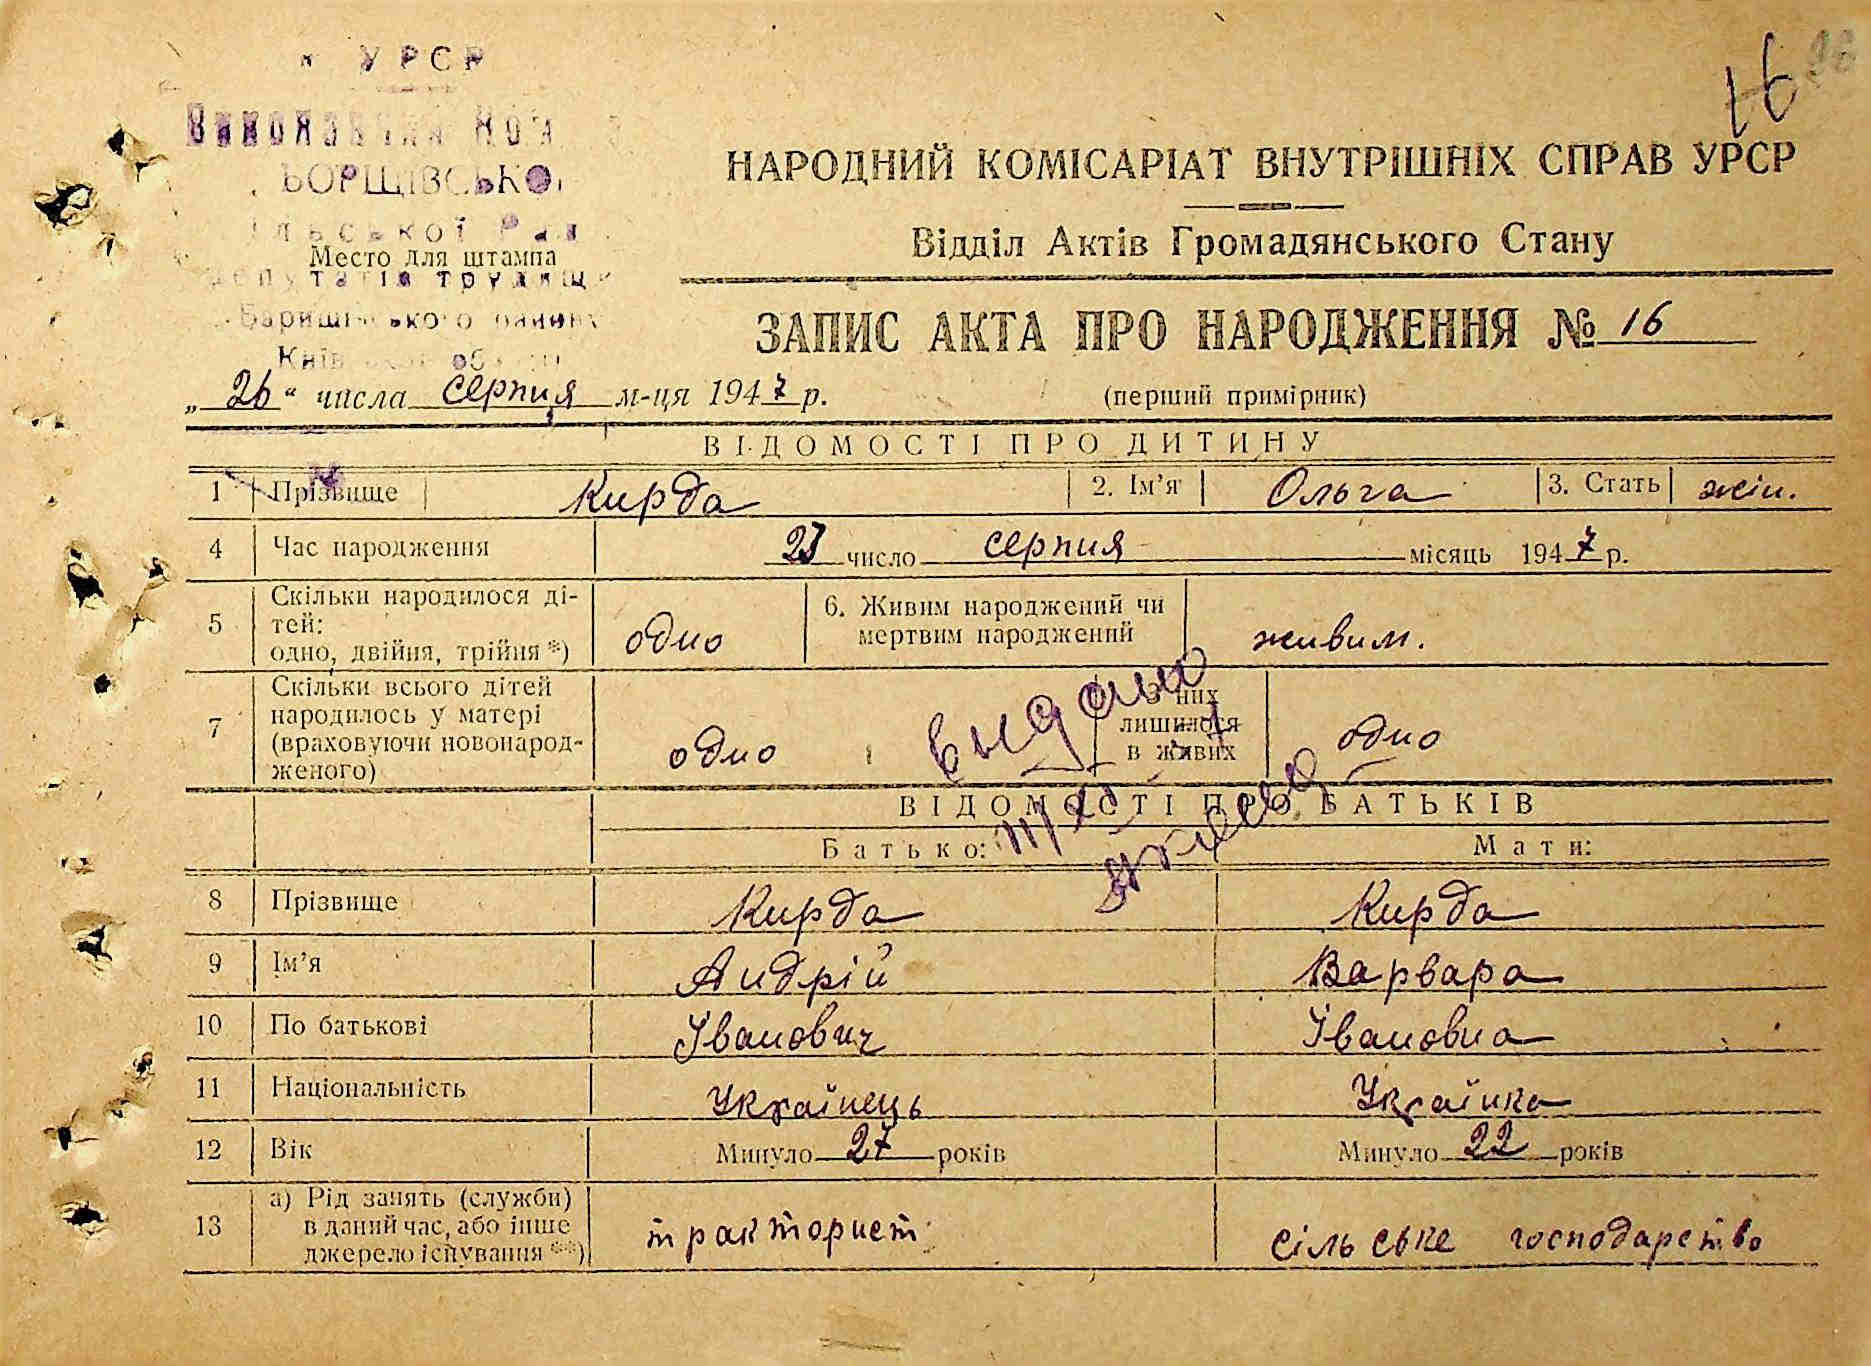 УРСР
16
БОРЩІВСЬКОЇ
НАРОДНИЙ КОМІСАРІАТ ВНУТРІШНІХ СПРАВ УРСР
Відділ Актів Громадянського Стану
Место для штампа
ЗАПИС АКТА ПРО НАРОДЖЕННЯ № 16
„ 26 “ числа серпня м-ця 1947 р.
(перший примірник)
ВІДОМОСТІ ПРО ДИТИНУ
1 Прізвище Кирда 2. Ім’я Ольга 3. Стать жін.
4 Час народження 23 число серпня місяць 1947 р.
5 Скільки народилося ді-
тей:
одно, двійня, трійня *) одно
6. Живим народжений чи
мертвим народжений живим.
7 Скільки всього дітей
народилось у матері
(враховуючи новонарод-
женого) одно
З них
лишилося
в живих одно
видано
ВІДОМОСТІ ПРО БАТЬКІВ
Батько: Мати:
8 Прізвище Кирда Кирда
9 Ім’я Андрій Варвара
10 По батькові Іванович Івановна
11 Національність Українець Українка
12 Вік Минуло 27 років Минуло 22 років
13 а) Рід занять (служби)
в даний час, або інше
джерело існування **) тракторист сільське господарство